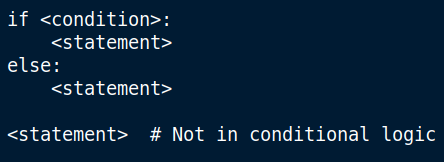 if <condition>:
    <statement>
else:
    <statement>

<statement>  # Not in conditional logic